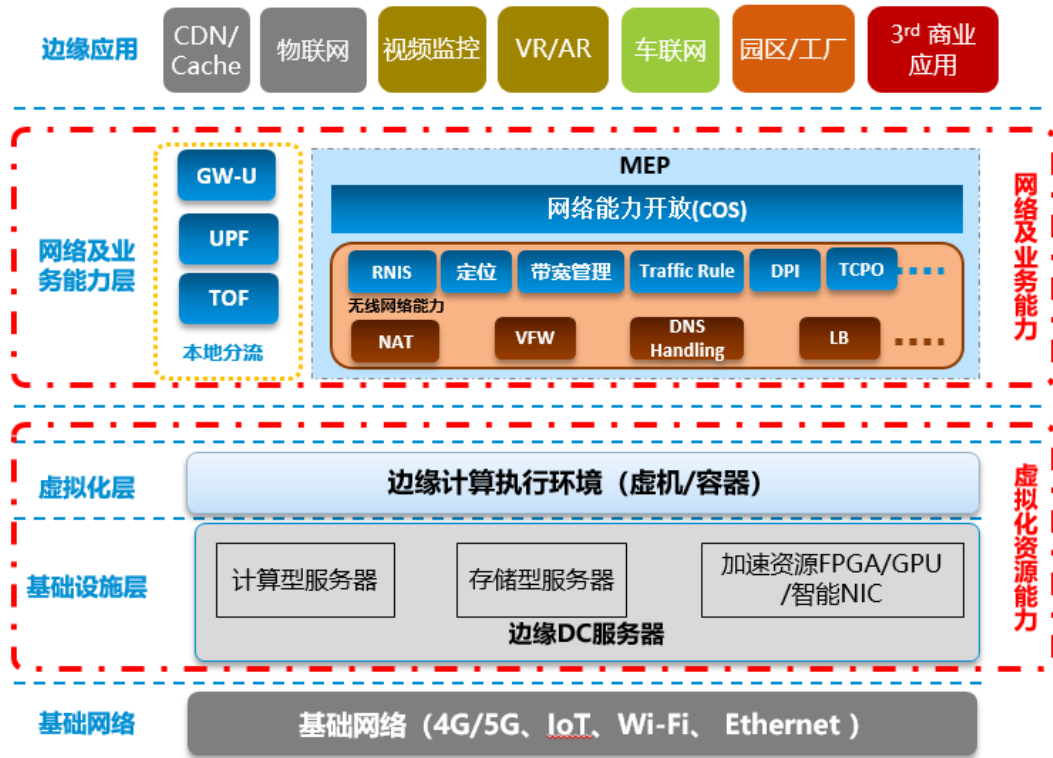 边缘应用
CDN/
Cache
物联网
视频监控
VR/AR
车联网
园区/工厂
3rd 商业
应用
网络及业
务能力层
GW-U
UPF
TOF
本地分流
MEP
网络能力开放(COS)
RNIS
定位
带宽管理
Traffic Rule
DPI
TCPO
无线网络能力
NAT
VFW
DNS
Handling
LB
网络及业务能力
虚拟化层
边缘计算执行环境（虚机/容器）
基础设施层
计算型服务器
存储型服务器
加速资源FPGA/GPU
/智能NIC
边缘DC服务器
虚拟化资源能力
基础网络
基础网络（4G/5G、IoT、Wi-Fi、 Ethernet ）